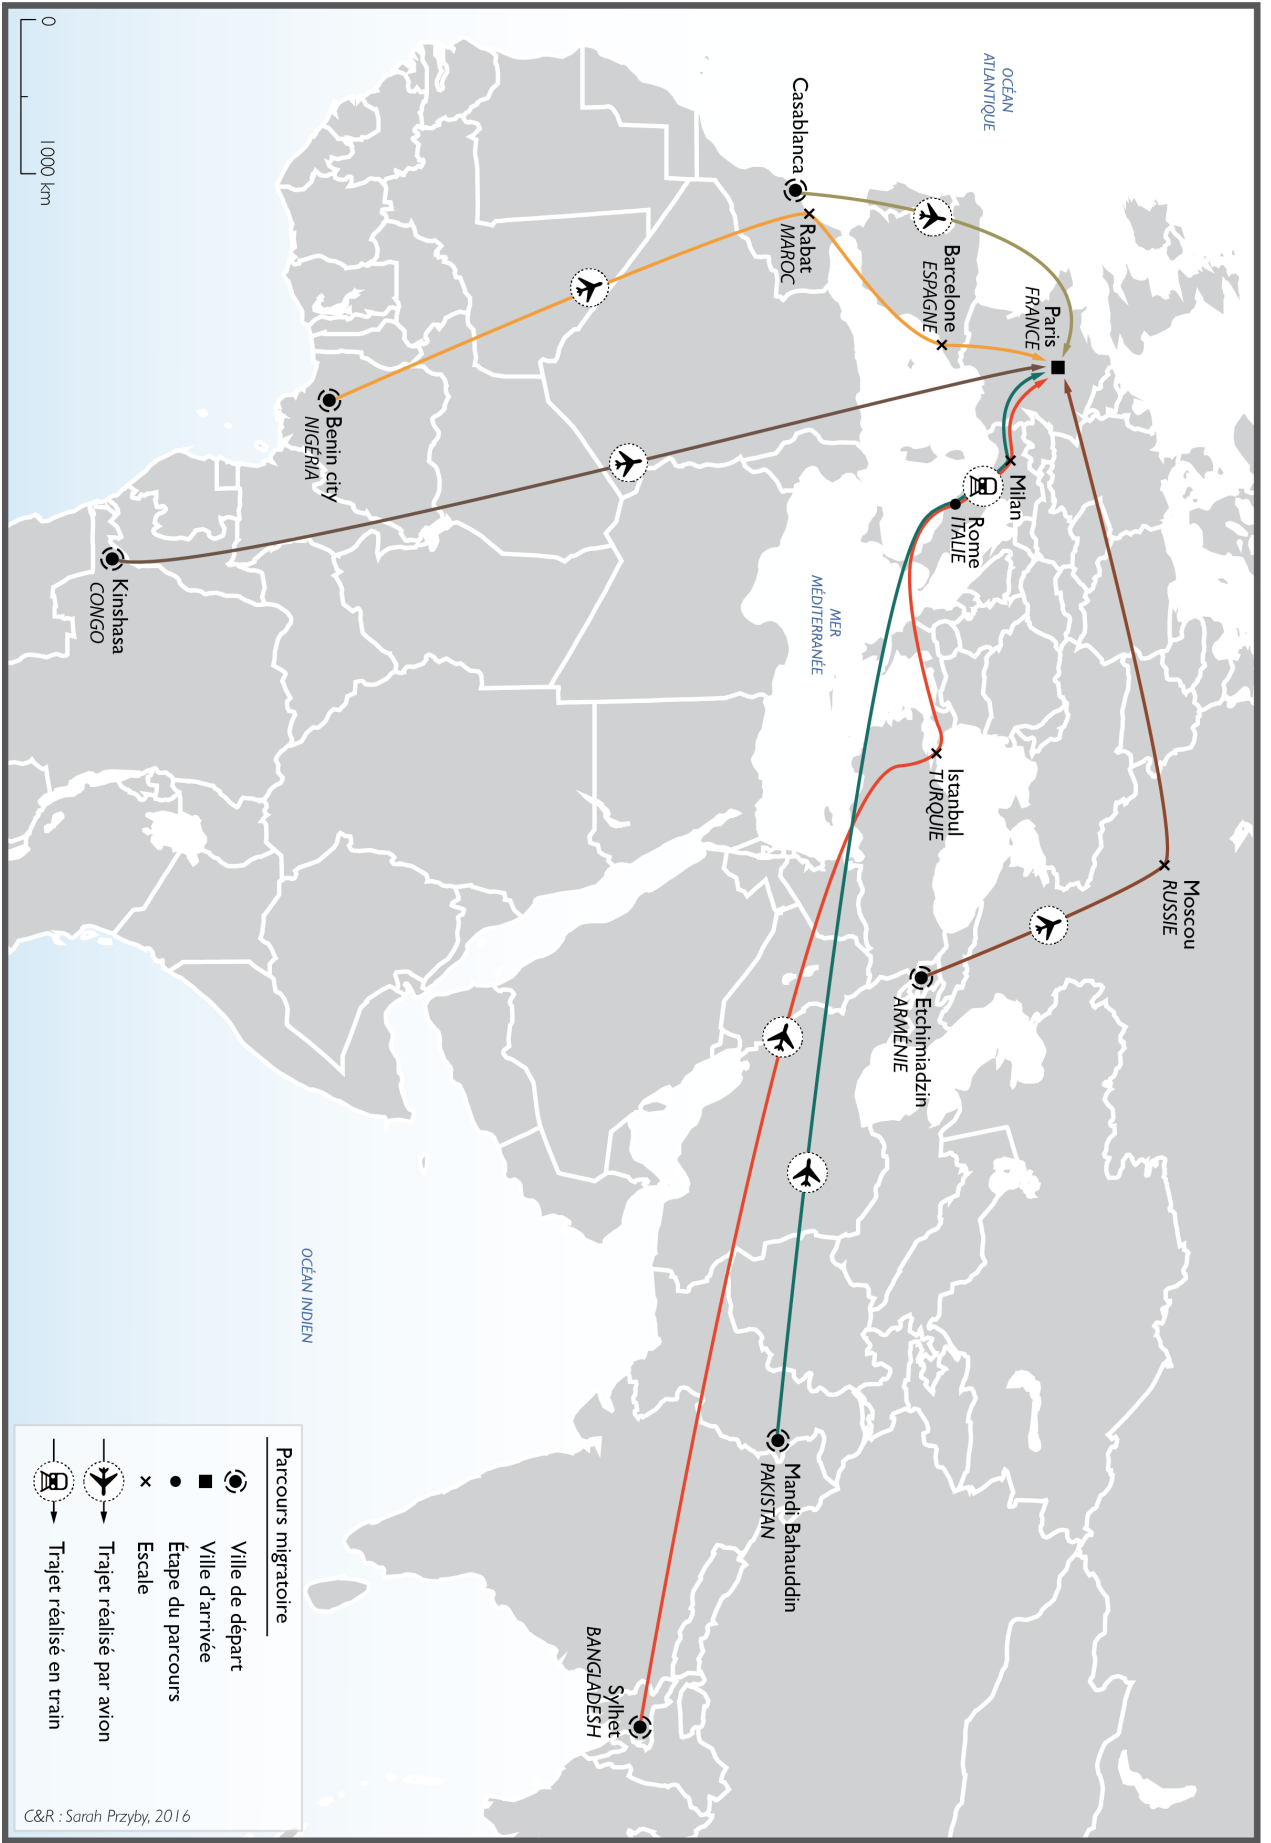 OCÉAN
ATLANTIQUE
Casablanca
Rabat
MAROC
Barcelone
ESPAGNE
Paris
FRANCE
Milan
Rome
ITALIE
MER
MÉDITERRANÉE
Istanbul
TURQUIE
Moscou
RUSSIE
Etchimiadzin
ARMÉNIE
Benin city
NIGÉRIA
Kinshasa
CONGO
Mandi Bahauddin
PAKISTAN
Sylhet
BANGLADESH
OCÉAN INDIEN
0
1000 km
Parcours migratoire
Ville de départ
Ville d'arrivée
Étape du parcours
Escale
Trajet réalisé par avion
Trajet réalisé en train
C&R : Sarah Przyby, 2016